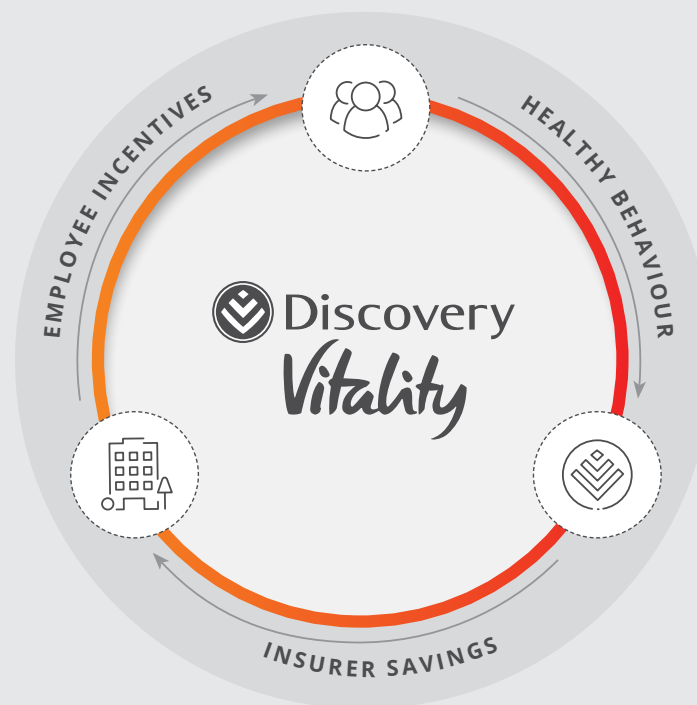 EMPLOYEE INCENTIVES
HEALTHY BEHAVIOUR
Discovery
Vitality
INSURER SAVINGS